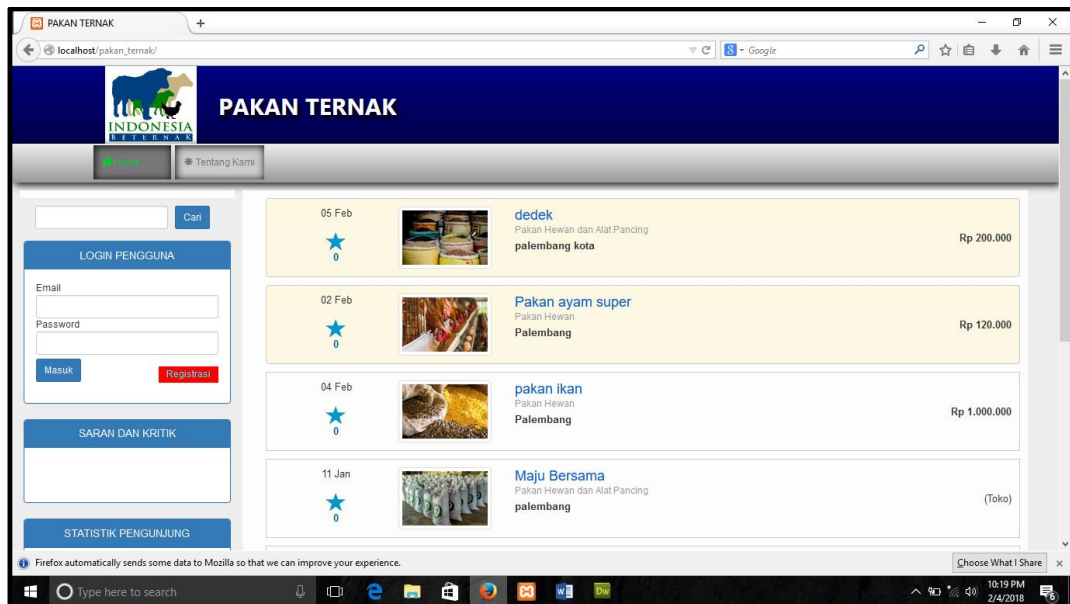 PAKAN TERNAK
localhost/pakan_ternak/
Google
INDONESIA
BETERNAK
PAKAN TERNAK
Home
Tentang Kami
Cari
LOGIN PENGGUNA
Email
Password
Masuk
Registrasi
SARAN DAN KRITIK
STATISTIK PENGUNJUNG
05 Feb
0
dedek
Pakan Hewan dan Alat Pancing
palembang kota
Rp 200.000
02 Feb
0
Pakan ayam super
Pakan Hewan
Palembang
Rp 120.000
04 Feb
0
pakan ikan
Pakan Hewan
Palembang
Rp 1.000.000
11 Jan
0
Maju Bersama
Pakan Hewan dan Alat Pancing
palembang
(Toko)
Firefox automatically sends some data to Mozilla so that we can improve your experience.
Choose What I Share
Type here to search
Dw
10:19 PM
2/4/2018